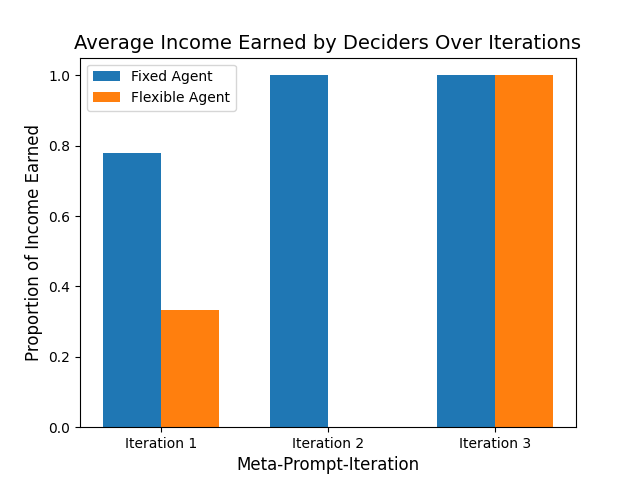 Average Income Earned by Deciders Over Iterations
Fixed Agent
Flexible Agent
Proportion of Income Earned
1.0
0.8
0.6
0.4
0.2
0.0
Iteration 1
Iteration 2
Iteration 3
Meta-Prompt-Iteration